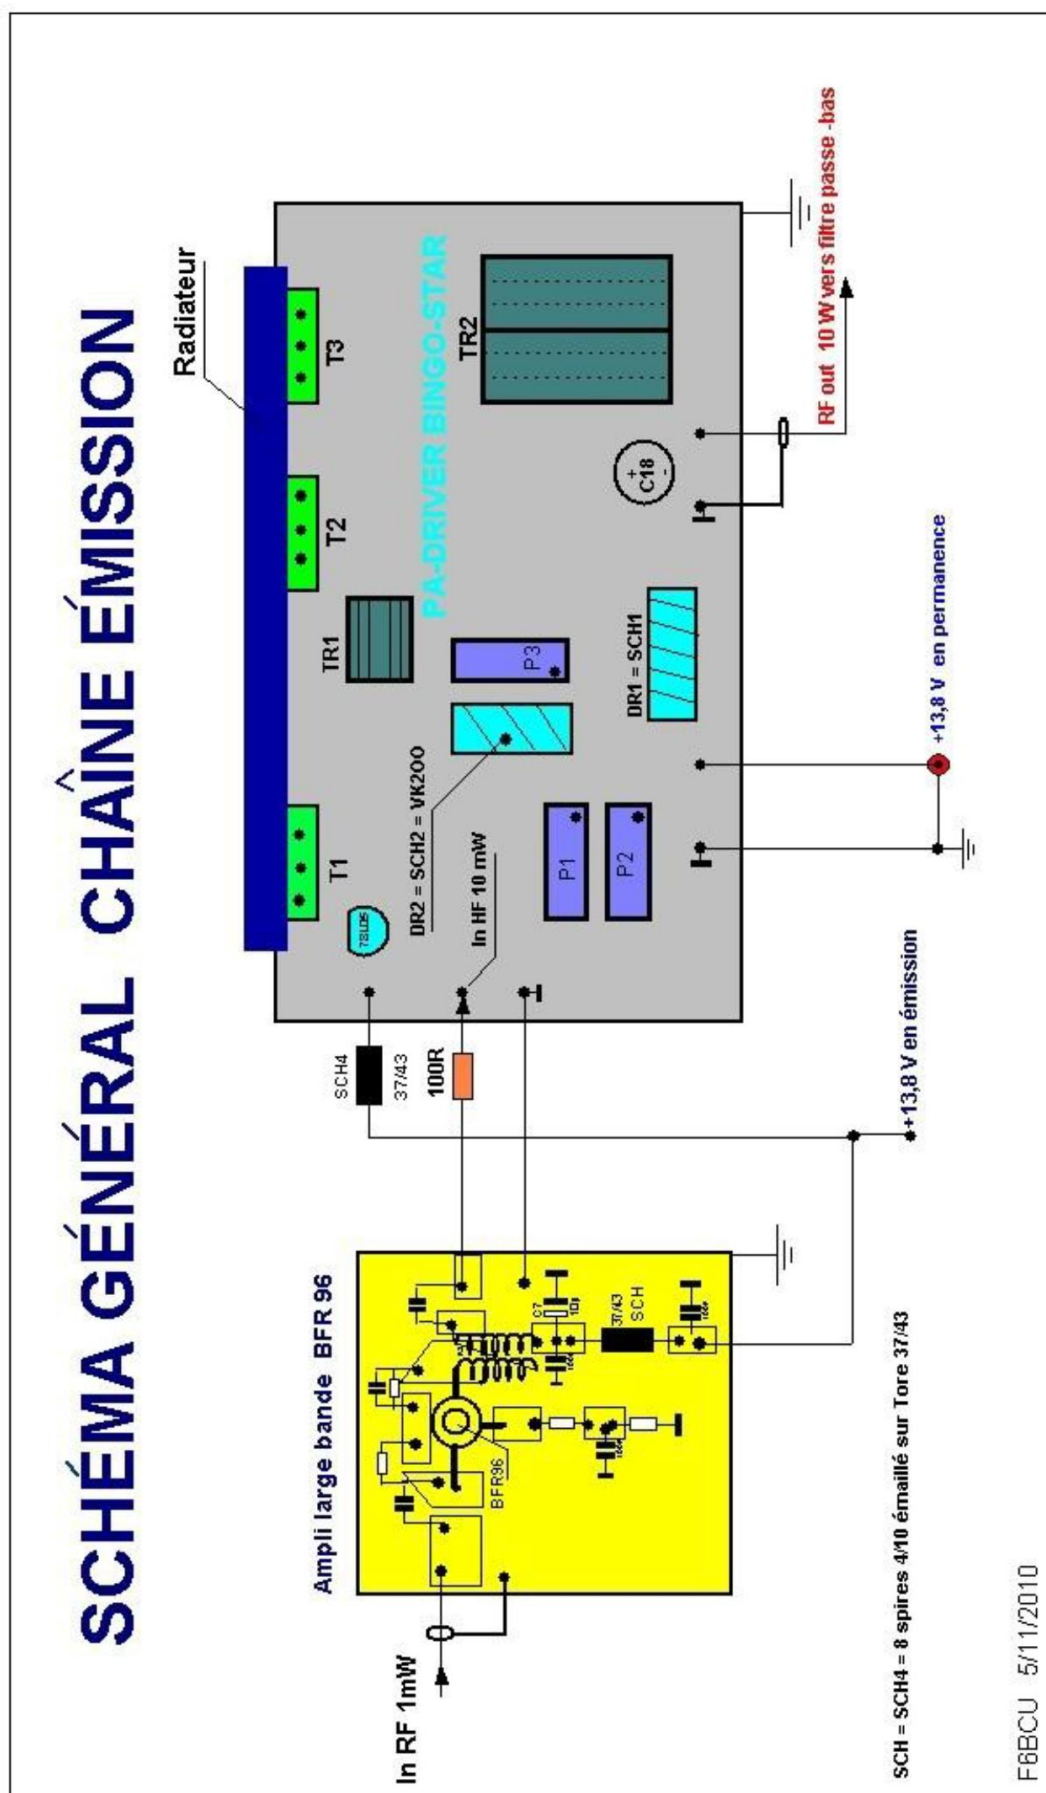 SCHÉMA GÉNÉRAL CHAÎNE ÉMISSION
Radiateur
T1
T2
T3
78L05
TR1
PA-DRIVER BINGO-STAR
TR2
DR2 = SCH2 = VK200
P3
In HF 10 mW
P1
P2
DR1 = SCH1
+
C18
-
SCH4
37/43
100R
RF out 10 W vers filtre passe -bas
+13,8 V en permanence
+13,8 V en émission
Ampli large bande BFR 96
BFR96
C7
10µ
37/43
SCH
In RF 1mW
SCH = SCH4 = 8 spires 4/10 émaillé sur Tore 37/43
F6BCU 5/11/2010